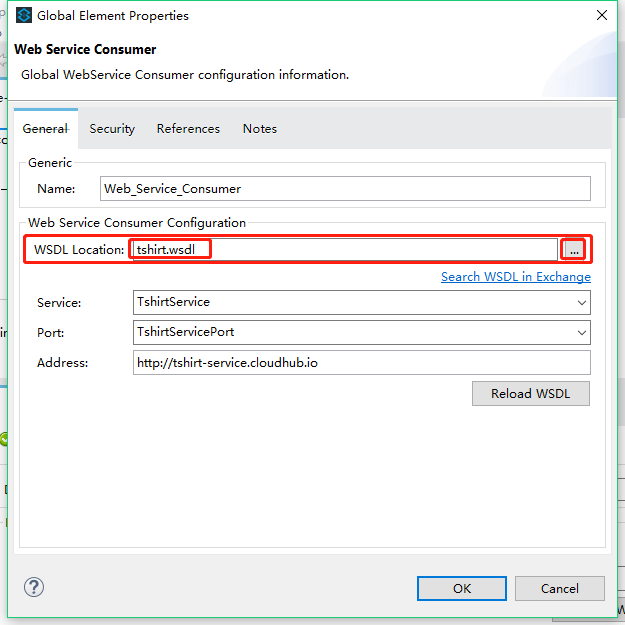 Global Element Properties
Web Service Consumer
Global WebService Consumer configuration information.
General Security References Notes
Generic
Name: Web_Service_Consumer
Web Service Consumer Configuration
WSDL Location: tshirt.wsdl ...
Search WSDL in Exchange
Service: TshirtService
Port: TshirtServicePort
Address: http://tshirt-service.cloudhub.io
Reload WSDL
? OK Cancel